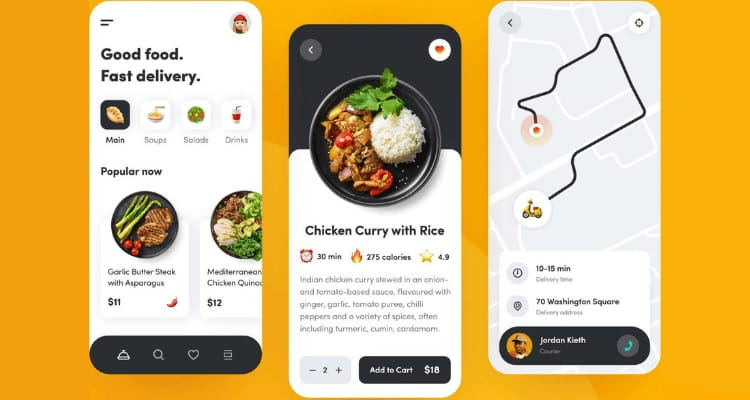 Good food.
Fast delivery.
Main
Soups
Salads
Drinks
Popular now
Garlic Butter Steak
with Asparagus
$11
Mediterranean
Chicken Quinoa
$12
Chicken Curry with Rice
30 min
275 calories
4.9
Indian chicken curry stewed in an onion-
and tomato-based sauce, flavoured with
ginger, garlic, tomato puree, chilli
peppers and a variety of spices, often
including turmeric, cumin, cardamom.
− 2 +
Add to Cart $18
10-15 min
Delivery time
70 Washington Square
Delivery address
Jordan Kieth
Courier